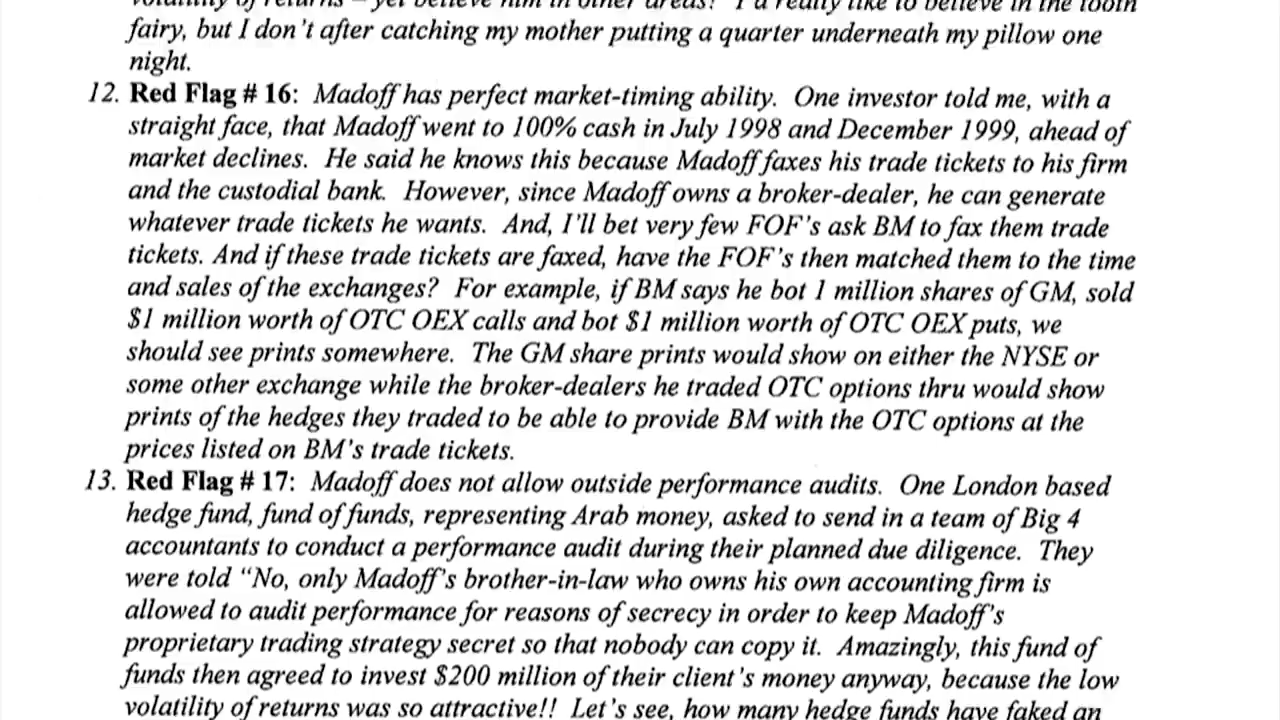 volatility of returns – yet believe him in other areas? I'd really like to believe in the tooth
fairy, but I don't after catching my mother putting a quarter underneath my pillow one
night.
12. Red Flag # 16: Madoff has perfect market-timing ability. One investor told me, with a
straight face, that Madoff went to 100% cash in July 1998 and December 1999, ahead of
market declines. He said he knows this because Madoff faxes his trade tickets to his firm
and the custodial bank. However, since Madoff owns a broker-dealer, he can generate
whatever trade tickets he wants. And, I'll bet very few FOF's ask BM to fax them trade
tickets. And if these trade tickets are faxed, have the FOF's then matched them to the time
and sales of the exchanges? For example, if BM says he bot 1 million shares of GM, sold
$1 million worth of OTC OEX calls and bot $1 million worth of OTC OEX puts, we
should see prints somewhere. The GM share prints would show on either the NYSE or
some other exchange while the broker-dealers he traded OTC options thru would show
prints of the hedges they traded to be able to provide BM with the OTC options at the
prices listed on BM's trade tickets.
13. Red Flag # 17: Madoff does not allow outside performance audits. One London based
hedge fund, fund of funds, representing Arab money, asked to send in a team of Big 4
accountants to conduct a performance audit during their planned due diligence. They
were told “No, only Madoff's brother-in-law who owns his own accounting firm is
allowed to audit performance for reasons of secrecy in order to keep Madoff's
proprietary trading strategy secret so that nobody can copy it. Amazingly, this fund of
funds then agreed to invest $200 million of their client's money anyway, because the low
volatility of returns was so attractive!! Let's see, how many hedge funds have faked an